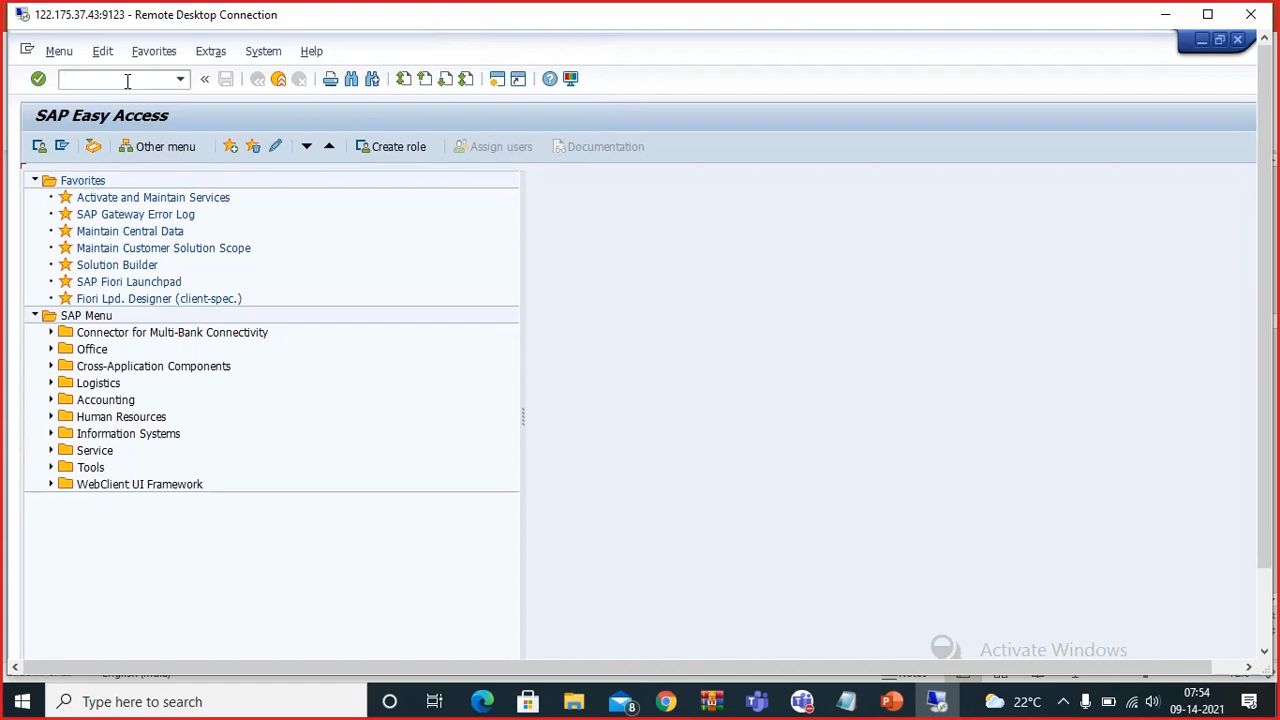 122.175.37.43:9123 - Remote Desktop Connection
Menu Edit Favorites Extras System Help
SAP Easy Access
Other menu Create role Assign users Documentation
Favorites
Activate and Maintain Services
SAP Gateway Error Log
Maintain Central Data
Maintain Customer Solution Scope
Solution Builder
SAP Fiori Launchpad
Fiori Lpd. Designer (client-spec.)
SAP Menu
Connector for Multi-Bank Connectivity
Office
Cross-Application Components
Logistics
Accounting
Human Resources
Information Systems
Service
Tools
WebClient UI Framework
Activate Windows
Type here to search
8
22°C
07:54
09-14-2021